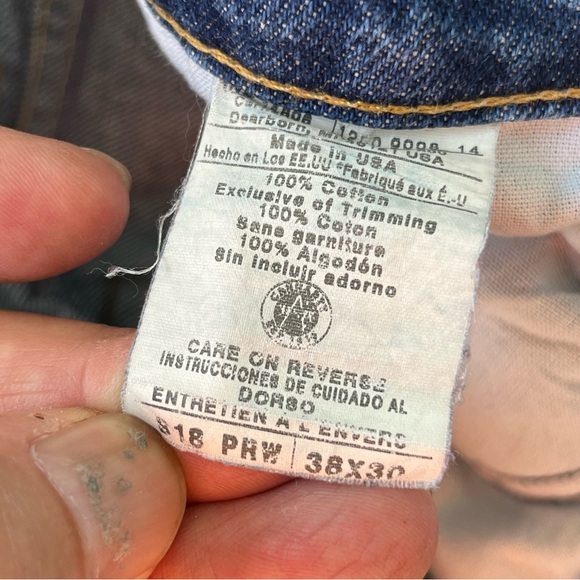 Dearborn,
Made in USA
Hecho en Los EE.UU *Fabriqué aux É.-U
100% Cotton
Exclusive of Trimming
100% Coton
Sans garniture
100% Algodón
Sin incluir adorno
CARE ON REVERSE
INSTRUCCIONES DE CUIDADO AL
DORSO
ENTRETIEN A L'ENVERS
S18 PRW 38X30